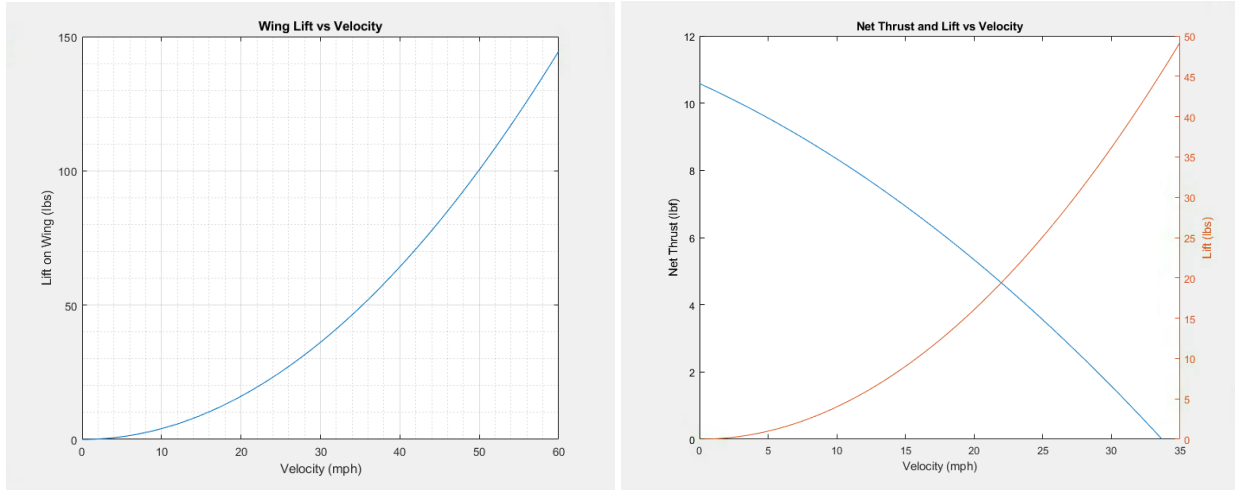 Wing Lift vs Velocity
150
100
50
0
Lift on Wing (lbs)
0 10 20 30 40 50 60
Velocity (mph)
Net Thrust and Lift vs Velocity
12
10
8
6
4
2
0
Net Thrust (lbf)
50
45
40
35
30
25
20
15
10
5
0
Lift (lbs)
0 5 10 15 20 25 30 35
Velocity (mph)